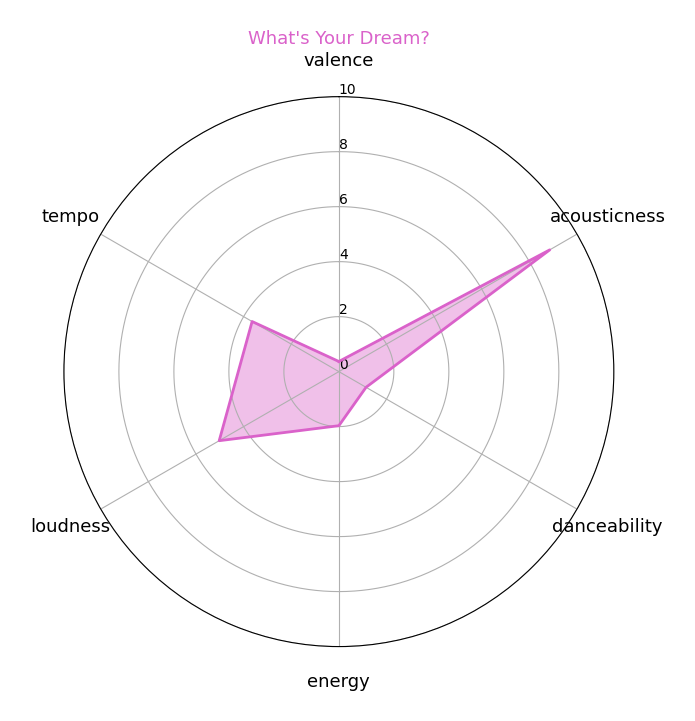 What's Your Dream?
valence
10
8
tempo
6
acousticness
4
2
0
loudness
danceability
energy